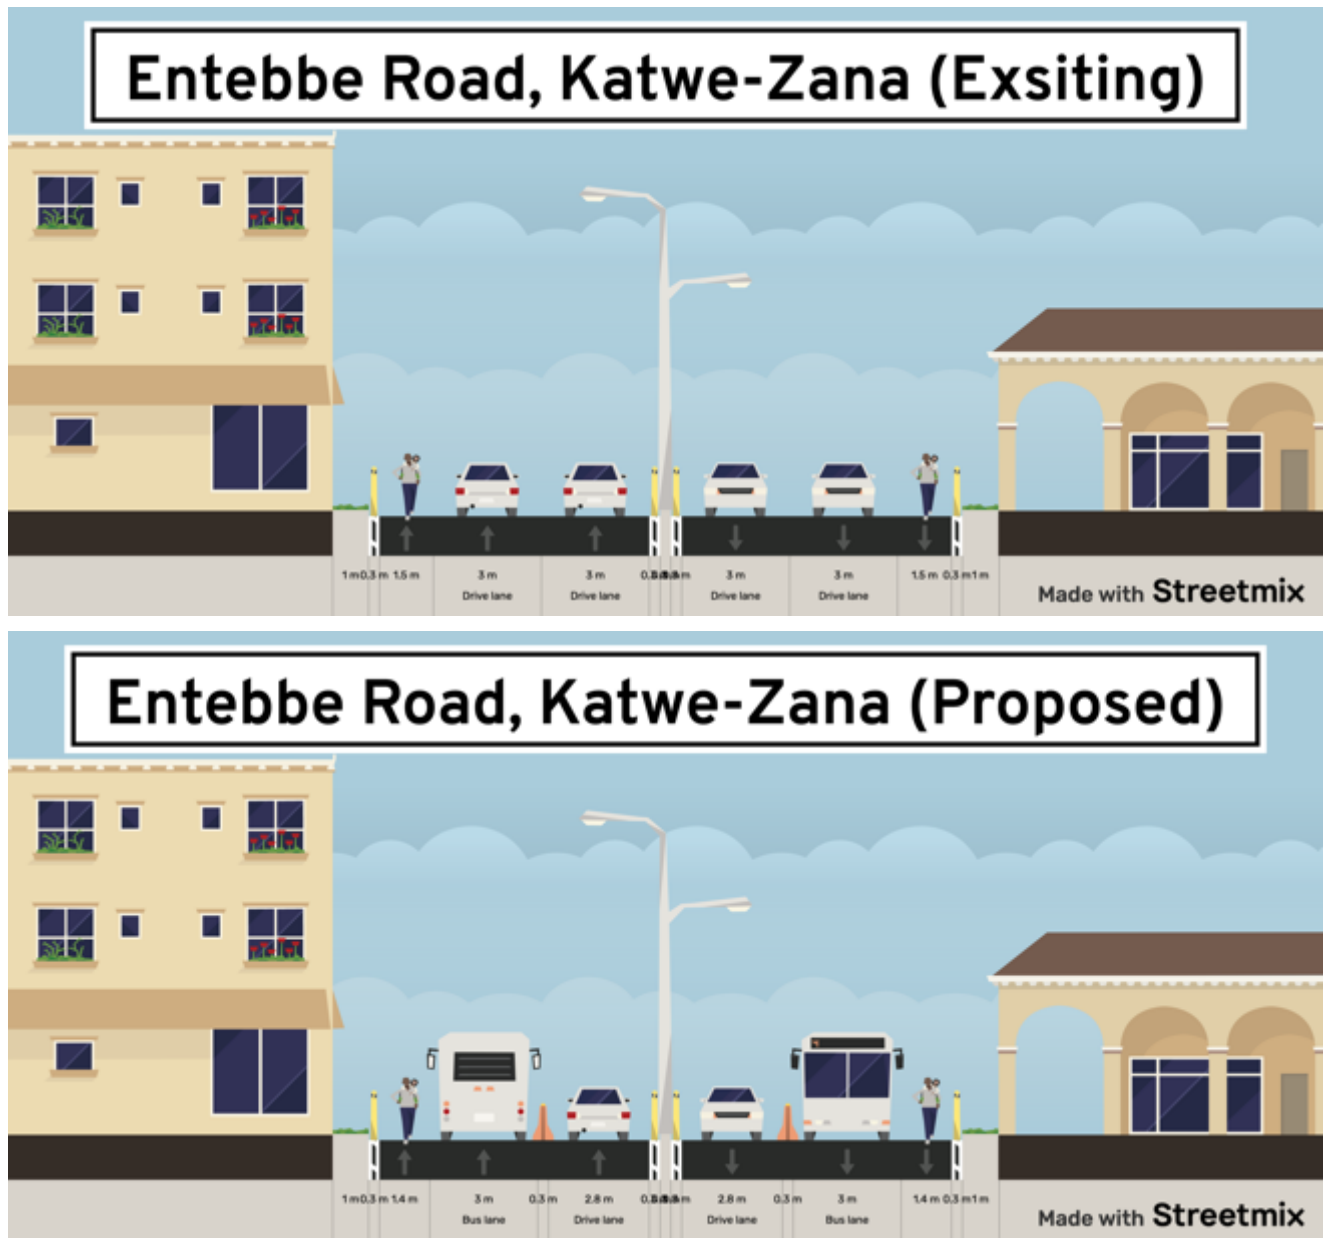 Entebbe Road, Katwe-Zana (Exsiting)
1 m 0.3 m 1.5 m 3 m 3 m 3 m 3 m 1.5 m 0.3 m 1 m
Drive lane Drive lane Drive lane Drive lane
Made with Streetmix
Entebbe Road, Katwe-Zana (Proposed)
1 m 0.3 m 1.4 m 3 m 0.3 m 2.8 m 2.8 m 0.3 m 3 m 1.4 m 0.3 m 1 m
Bus lane Drive lane Drive lane Bus lane
Made with Streetmix